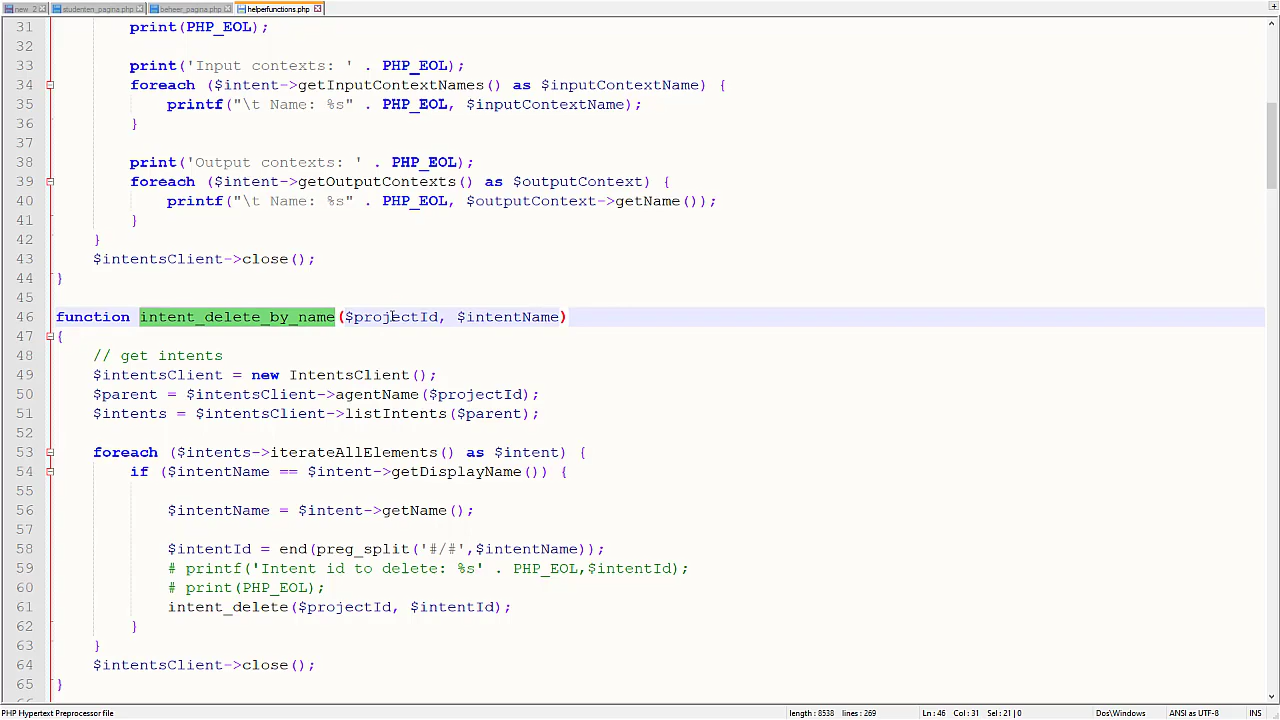 new 2 studenten_pagina.php beheer_pagina.php helperfunctions.php
31 print(PHP_EOL);
32
33 print('Input contexts: ' . PHP_EOL);
34 foreach ($intent->getInputContextNames() as $inputContextName) {
35 printf("\t Name: %s" . PHP_EOL, $inputContextName);
36 }
37
38 print('Output contexts: ' . PHP_EOL);
39 foreach ($intent->getOutputContexts() as $outputContext) {
40 printf("\t Name: %s" . PHP_EOL, $outputContext->getName());
41 }
42 }
43 $intentsClient->close();
44 }
45
46 function intent_delete_by_name($projectId, $intentName)
47 {
48 // get intents
49 $intentsClient = new IntentsClient();
50 $parent = $intentsClient->agentName($projectId);
51 $intents = $intentsClient->listIntents($parent);
52
53 foreach ($intents->iterateAllElements() as $intent) {
54 if ($intentName == $intent->getDisplayName()) {
55
56 $intentName = $intent->getName();
57
58 $intentId = end(preg_split('#/#',$intentName));
59 # printf('Intent id to delete: %s' . PHP_EOL,$intentId);
60 # print(PHP_EOL);
61 intent_delete($projectId, $intentId);
62 }
63 }
64 $intentsClient->close();
65 }
PHP Hypertext Preprocessor file length : 8538 lines : 269 Ln : 46 Col : 31 Sel : 21 | 0 Dos\Windows ANSI as UTF-8 INS